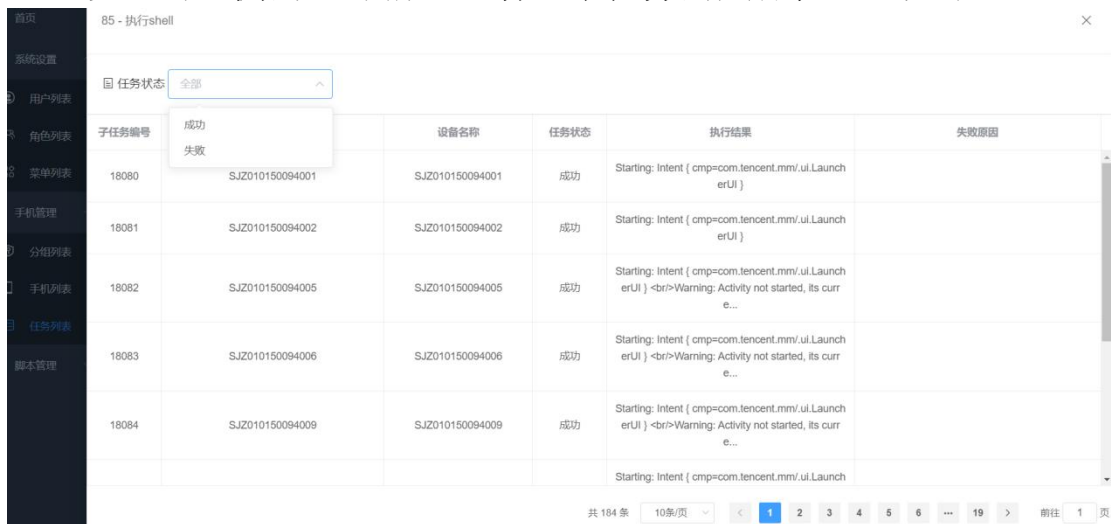 首页
85 - 执行shell
系统设置
任务状态 全部
用户列表
成功
失败
子任务编号 设备名称 任务状态 执行结果 失败原因
角色列表
菜单列表
18080 SJZ010150094001 SJZ010150094001 成功 Starting: Intent { cmp=com.tencent.mm/.ui.Launch
erUI }
手机管理
18081 SJZ010150094002 SJZ010150094002 成功 Starting: Intent { cmp=com.tencent.mm/.ui.Launch
erUI }
分组列表
手机列表
18082 SJZ010150094005 SJZ010150094005 成功 Starting: Intent { cmp=com.tencent.mm/.ui.Launch
erUI } <br/>Warning: Activity not started, its curr
e...
任务列表
脚本管理
18083 SJZ010150094006 SJZ010150094006 成功 Starting: Intent { cmp=com.tencent.mm/.ui.Launch
erUI } <br/>Warning: Activity not started, its curr
e...
18084 SJZ010150094009 SJZ010150094009 成功 Starting: Intent { cmp=com.tencent.mm/.ui.Launch
erUI } <br/>Warning: Activity not started, its curr
e...
Starting: Intent { cmp=com.tencent.mm/.ui.Launch
共 184 条 10条/页 < 1 2 3 4 5 6 ... 19 > 前往 1 页